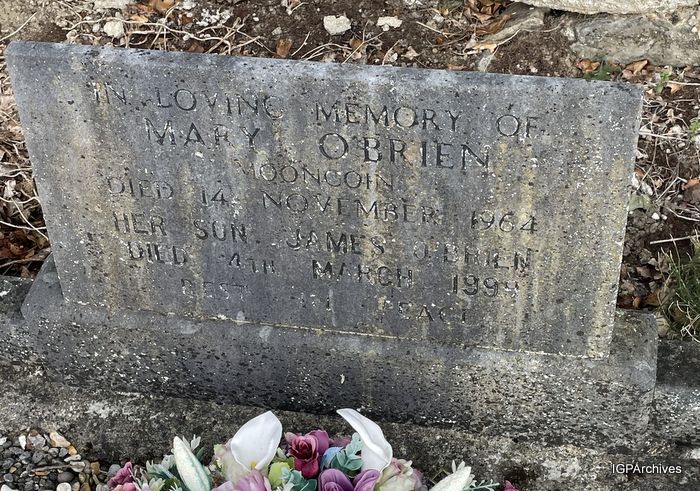 IN LOVING MEMORY OF
MARY O'BRIEN
MOONCOIN
DIED 14 NOVEMBER 1964
HER SON JAMES O'BRIEN
DIED 4TH MARCH
REST IN PEACE
IGPArchives